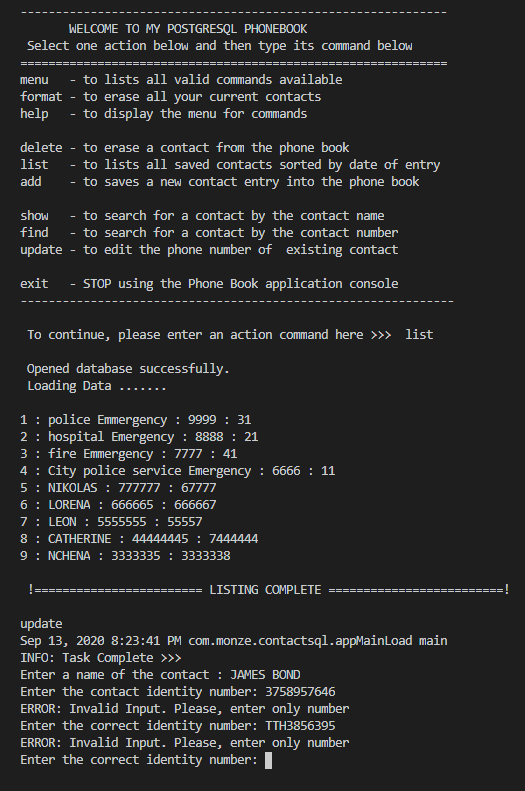 -------------------------------------------------------------
WELCOME TO MY POSTGRESQL PHONEBOOK
Select one action below and then type its command below
=============================================================
menu   - to lists all valid commands available
format - to erase all your current contacts
help   - to display the menu for commands
delete - to erase a contact from the phone book
list   - to lists all saved contacts sorted by date of entry
add    - to saves a new contact entry into the phone book
show   - to search for a contact by the contact name
find   - to search for a contact by the contact number
update - to edit the phone number of  existing contact
exit   - STOP using the Phone Book application console
--------------------------------------------------------------
To continue, please enter an action command here >>>  list
Opened database successfully.
Loading Data .......
1 : police Emmergency : 9999 : 31
2 : hospital Emergency : 8888 : 21
3 : fire Emmergency : 7777 : 41
4 : City police service Emergency : 6666 : 11
5 : NIKOLAS : 777777 : 67777
6 : LORENA : 666665 : 666667
7 : LEON : 5555555 : 55557
8 : CATHERINE : 44444445 : 7444444
9 : NCHENA : 3333335 : 3333338
!======================== LISTING COMPLETE =========================!
update
Sep 13, 2020 8:23:41 PM com.monze.contactsql.appMainLoad main
INFO: Task Complete >>>
Enter a name of the contact : JAMES BOND
Enter the contact identity number: 3758957646
ERROR: Invalid Input. Please, enter only number
Enter the correct identity number: TTH3856395
ERROR: Invalid Input. Please, enter only number
Enter the correct identity number: